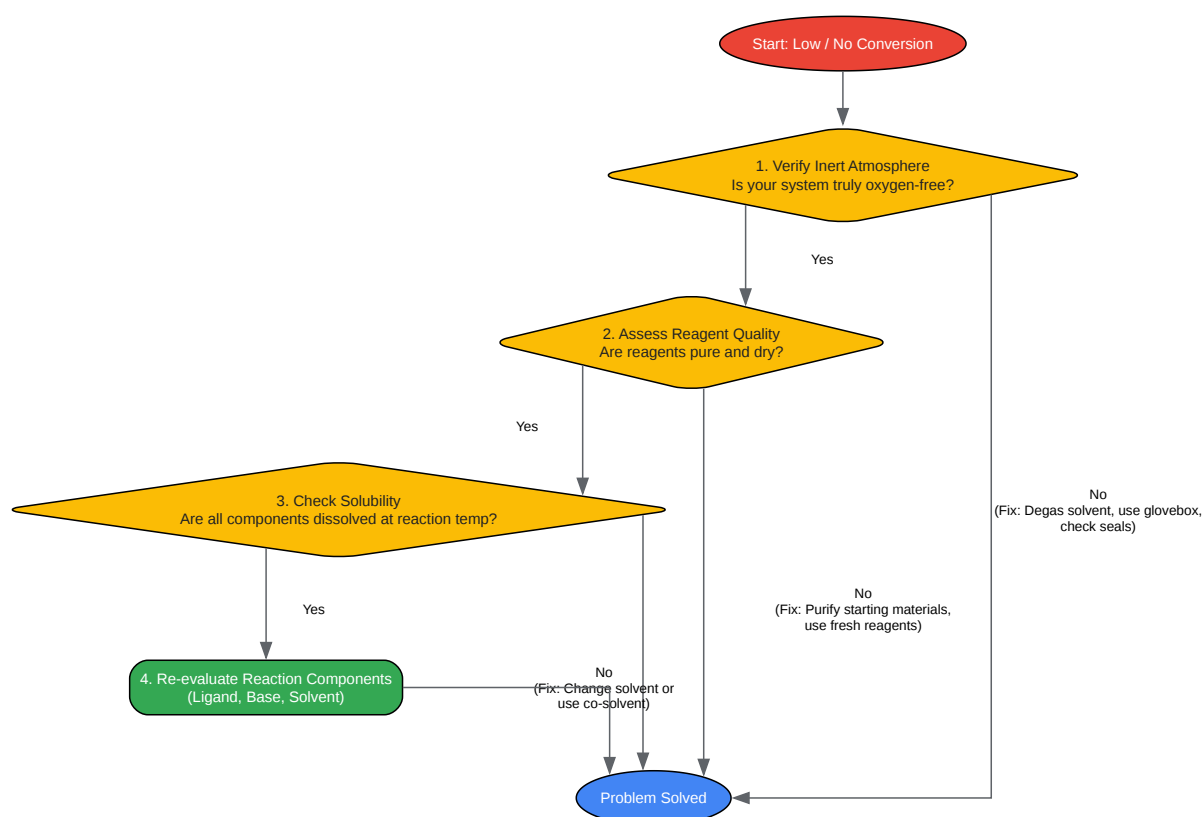 Start: Low / No Conversion
1. Verify Inert Atmosphere
Is your system truly oxygen-free?
Yes
2. Assess Reagent Quality
Are reagents pure and dry?
Yes
3. Check Solubility
Are all components dissolved at reaction temp?
No
(Fix: Degas solvent, use glovebox,
check seals)
No
(Fix: Purify starting materials,
use fresh reagents)
Yes
4. Re-evaluate Reaction Components
(Ligand, Base, Solvent)
No
(Fix: Change solvent or
use co-solvent)
Problem Solved